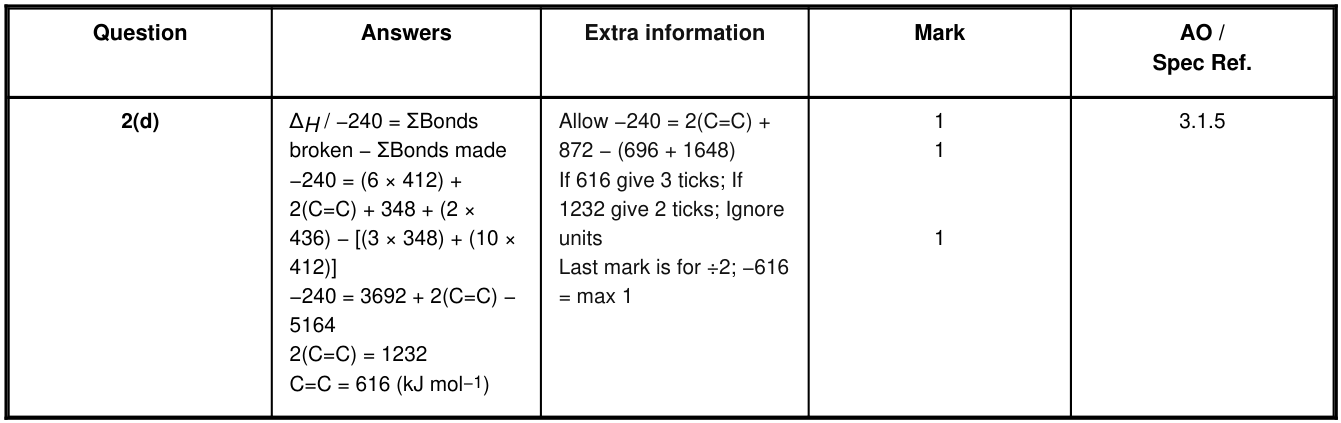 Question Answers Extra information Mark AO /
Spec Ref.
2(d)
ΔH / −240 = ΣBonds
broken − ΣBonds made
−240 = (6 × 412) +
2(C=C) + 348 + (2 ×
436) − [(3 × 348) + (10 ×
412)]
−240 = 3692 + 2(C=C) −
5164
2(C=C) = 1232
C=C = 616 (kJ mol−1)
Allow −240 = 2(C=C) +
872 − (696 + 1648)
If 616 give 3 ticks; If
1232 give 2 ticks; Ignore
units
Last mark is for ÷2; −616
= max 1
1
1
1
3.1.5